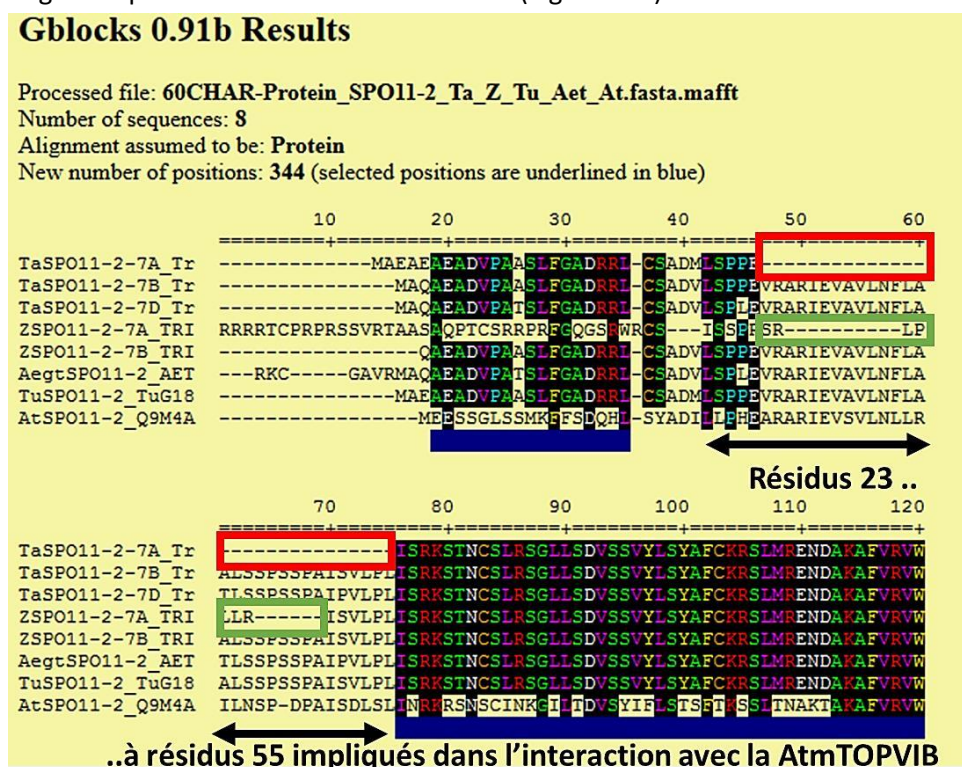 Gblocks 0.91b Results
Processed file: 60CHAR-Protein_SPO11-2_Ta_Z_Tu_Aet_At.fasta.mafft
Number of sequences: 8
Alignment assumed to be: Protein
New number of positions: 344 (selected positions are underlined in blue)
10 20 30 40 50 60
=========+=========+=========+=========+=========+=========+
TaSPO11-2-7A_Tr -------------MAEAEAEADVPAASLFGADRRL-CSADMLSPPE--------------
TaSPO11-2-7B_Tr ---------------MAQAEADVPAASLFGADRRL-CSADVLSPPEVRARIEVAVLNFLA
TaSPO11-2-7D_Tr ---------------MAQAEADVPATSLFGADRRL-CSADVLSPLEVRARIEVAVLNFLA
ZSPO11-2-7A_TRI RRRRTCPRPRSSVRTAASAQPTCSRRPRFGQGSRWRCS---ISSPPSR----------LP
ZSPO11-2-7B_TRI -----------------QAEADVPAASLFGADRRL-CSADVLSPPEVRARIEVAVLNFLA
AegtSPO11-2_AET ---RKC------GAVRMAQAEADVPATSLFGADRRL-CSADVLSPLEVRARIEVAVLNFLA
TuSPO11-2_TuG18 ---------------MAEAEADVPAASLFGADRRL-CSADVLSPPEVRARIEVAVLNFLA
AtSPO11-2_Q9M4A -----------------MEESSGLSSMKFFSDQHL-SYADILLPHEARARIEVSVLNLLR
Résidus 23 ..
70 80 90 100 110 120
=========+=========+=========+=========+=========+=========+
TaSPO11-2-7A_Tr ---------------ISRKSTNCSLRSGLLSDVSSVYLSYAFCKRSLMRENDAKAFVRVW
TaSPO11-2-7B_Tr ALSSPSSPAISVLPLISRKSTNCSLRSGLLSDVSSVYLSYAFCKRSLMRENDAKAFVRVW
TaSPO11-2-7D_Tr TLSSPSSPAIPVLPLISRKSTNCSLRSGLLSDVSSVYLSYAFCKRSLMRENDAKAFVRVW
ZSPO11-2-7A_TRI LLR------ISVLPLISRKSTNCSLRSGLLSDVSSVYLSYAFCKRSLMRENDAKAFVRVW
ZSPO11-2-7B_TRI ALSSPSSPAISVLPLISRKSTNCSLRSGLLSDVSSVYLSYAFCKRSLMRENDAKAFVRVW
AegtSPO11-2_AET TLSSPSSPAIPVLPLISRKSTNCSLRSGLLSDVSSVYLSYAFCKRSLMRENDAKAFVRVW
TuSPO11-2_TuG18 ALSSPSSPAISVLPLISRKSTNCSLRSGLLSDVSSVYLSYAFCKRSLMRENDAKAFVRVW
AtSPO11-2_Q9M4A ILNSP-DPAISDLSLINRKRSNSCINKGILTDVSYIFLSTSFTKSSLTNAKTAKAFVRVW
..à résidus 55 impliqués dans l’interaction avec la AtmTOPVIB